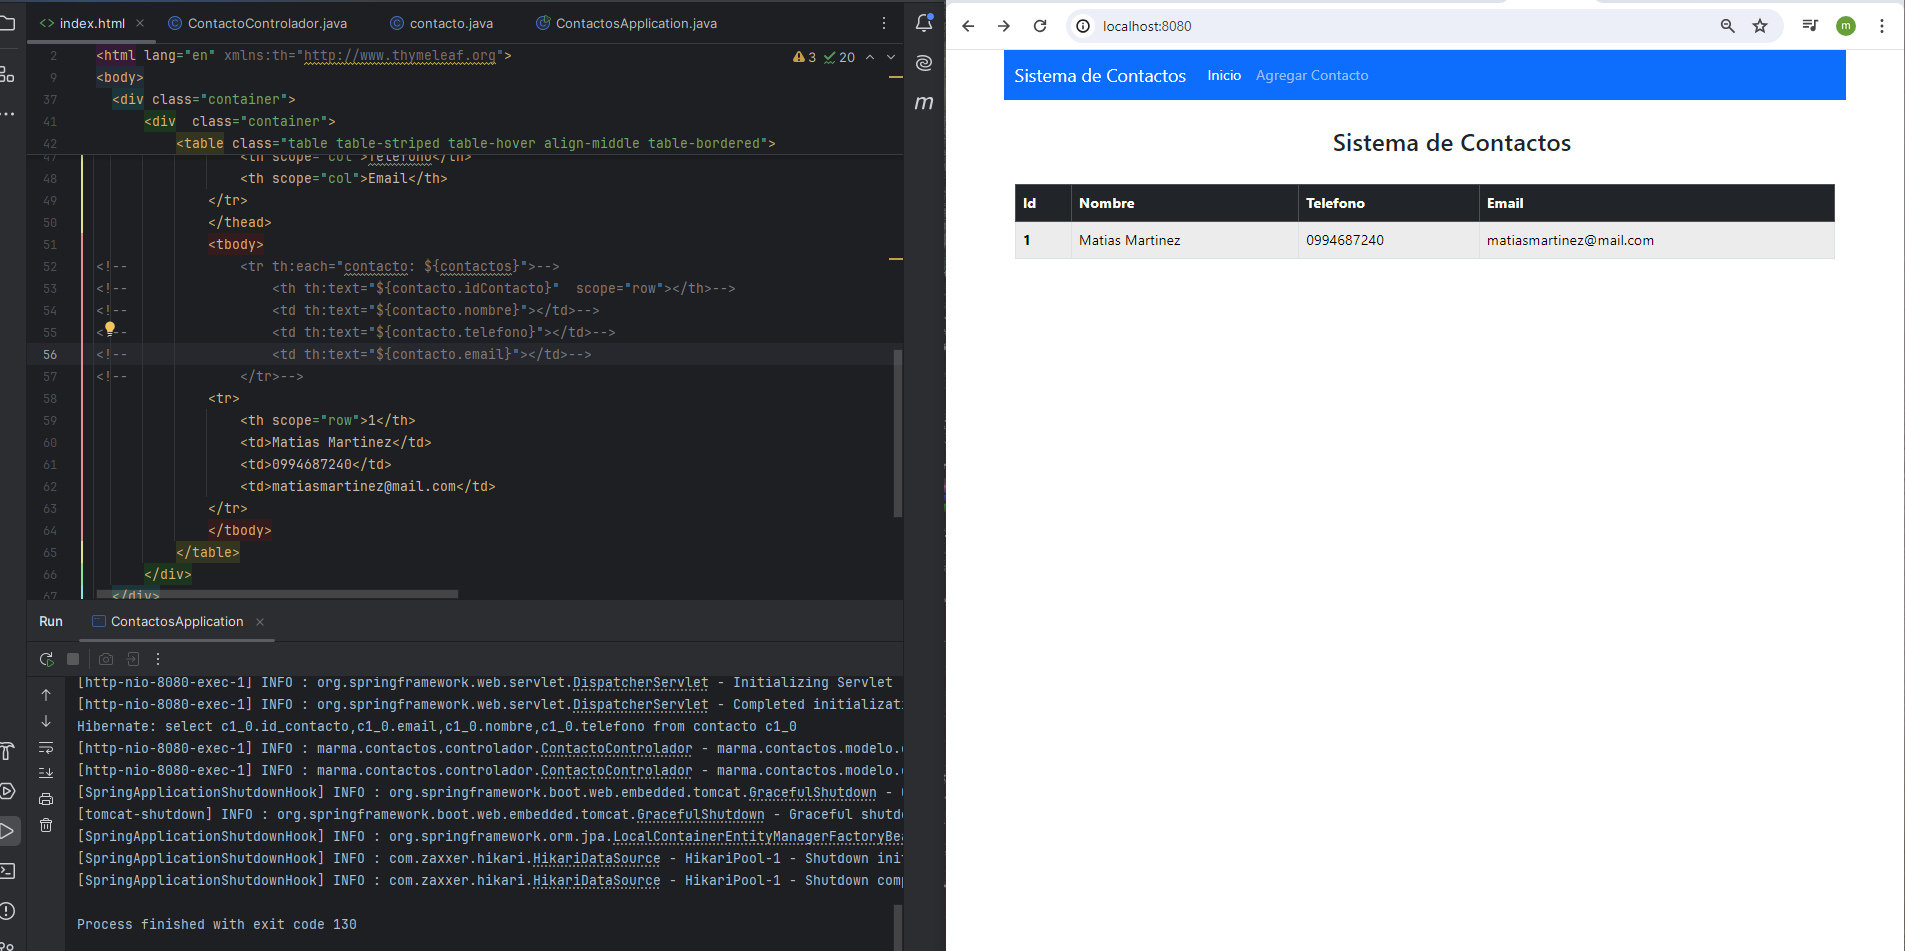 index.html
ContactoControlador.java
contacto.java
ContactosApplication.java
2 <html lang="en" xmlns:th="http://www.thymeleaf.org">
3 20
9 <body>
37 <div class="container">
41 <div  class="container">
42 <table class="table table-striped table-hover align-middle table-bordered">
47 <th scope="col">Telefono</th>
48 <th scope="col">Email</th>
49 </tr>
50 </thead>
51 <tbody>
52 <!-- <tr th:each="contacto: ${contactos}">-->
53 <!-- <th th:text="${contacto.idContacto}"  scope="row"></th>-->
54 <!-- <td th:text="${contacto.nombre}"></td>-->
55 <!-- <td th:text="${contacto.telefono}"></td>-->
56 <!-- <td th:text="${contacto.email}"></td>-->
57 <!-- </tr>-->
58 <tr>
59 <th scope="row">1</th>
60 <td>Matias Martinez</td>
61 <td>0994687240</td>
62 <td>matiasmartinez@mail.com</td>
63 </tr>
64 </tbody>
65 </table>
66 </div>
67 </div>
m
Run ContactosApplication
[http-nio-8080-exec-1] INFO : org.springframework.web.servlet.DispatcherServlet - Initializing Servlet
[http-nio-8080-exec-1] INFO : org.springframework.web.servlet.DispatcherServlet - Completed initializati
Hibernate: select c1_0.id_contacto,c1_0.email,c1_0.nombre,c1_0.telefono from contacto c1_0
[http-nio-8080-exec-1] INFO : marma.contactos.controlador.ContactoControlador - marma.contactos.modelo.
[http-nio-8080-exec-1] INFO : marma.contactos.controlador.ContactoControlador - marma.contactos.modelo.
[SpringApplicationShutdownHook] INFO : org.springframework.boot.web.embedded.tomcat.GracefulShutdown -
[tomcat-shutdown] INFO : org.springframework.boot.web.embedded.tomcat.GracefulShutdown - Graceful shutd
[SpringApplicationShutdownHook] INFO : org.springframework.orm.jpa.LocalContainerEntityManagerFactoryBe
[SpringApplicationShutdownHook] INFO : com.zaxxer.hikari.HikariDataSource - HikariPool-1 - Shutdown ini
[SpringApplicationShutdownHook] INFO : com.zaxxer.hikari.HikariDataSource - HikariPool-1 - Shutdown com
Process finished with exit code 130
localhost:8080
m
Sistema de Contactos Inicio Agregar Contacto
Sistema de Contactos
Id Nombre Telefono Email
1 Matias Martinez 0994687240 matiasmartinez@mail.com